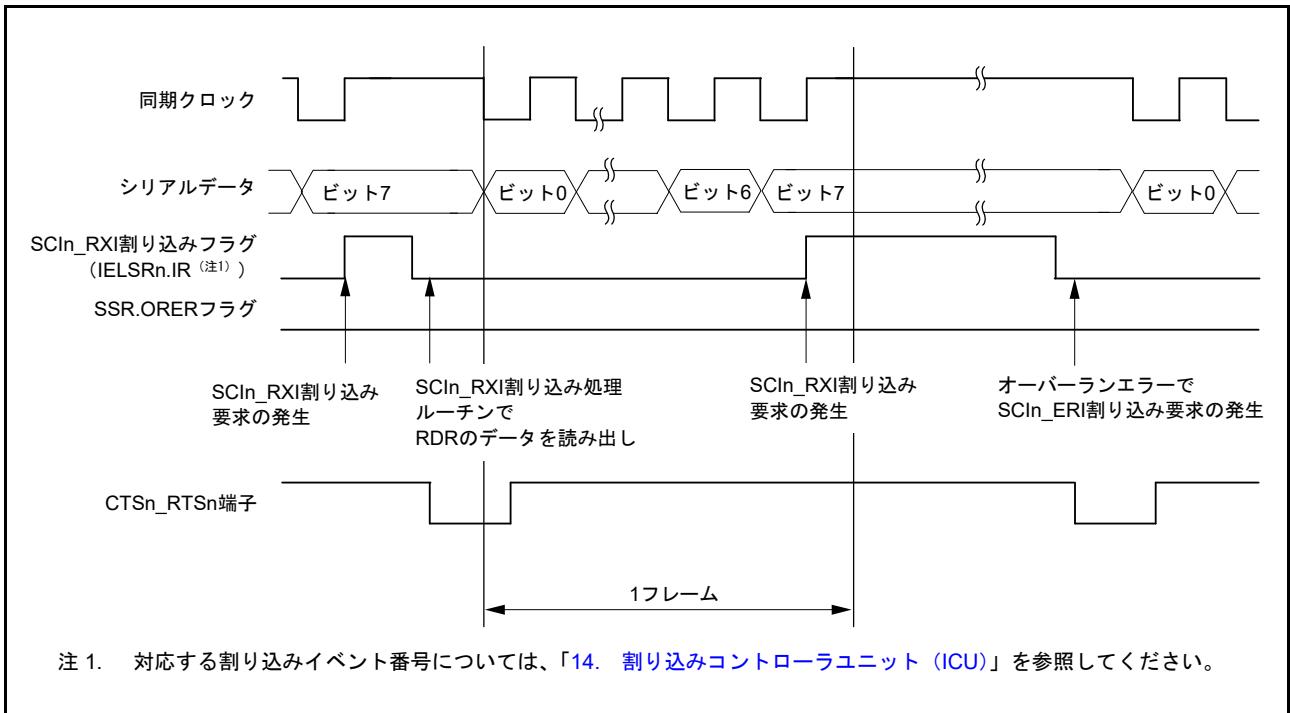 同期クロック
シリアルデータ
ビット7
ビット0
ビット6
ビット7
ビット0
SCIn_RXI割り込みフラグ
（IELSRn.IR（注1））
SSR.ORERフラグ
SCIn_RXI割り込み
要求の発生
SCIn_RXI割り込み処理
ルーチンで
RDRのデータを読み出し
SCIn_RXI割り込み
要求の発生
オーバーランエラーで
SCIn_ERI割り込み要求の発生
CTSn_RTSn端子
1フレーム
注 1. 対応する割り込みイベント番号については、「14. 割り込みコントローラユニット（ICU）」を参照してください。